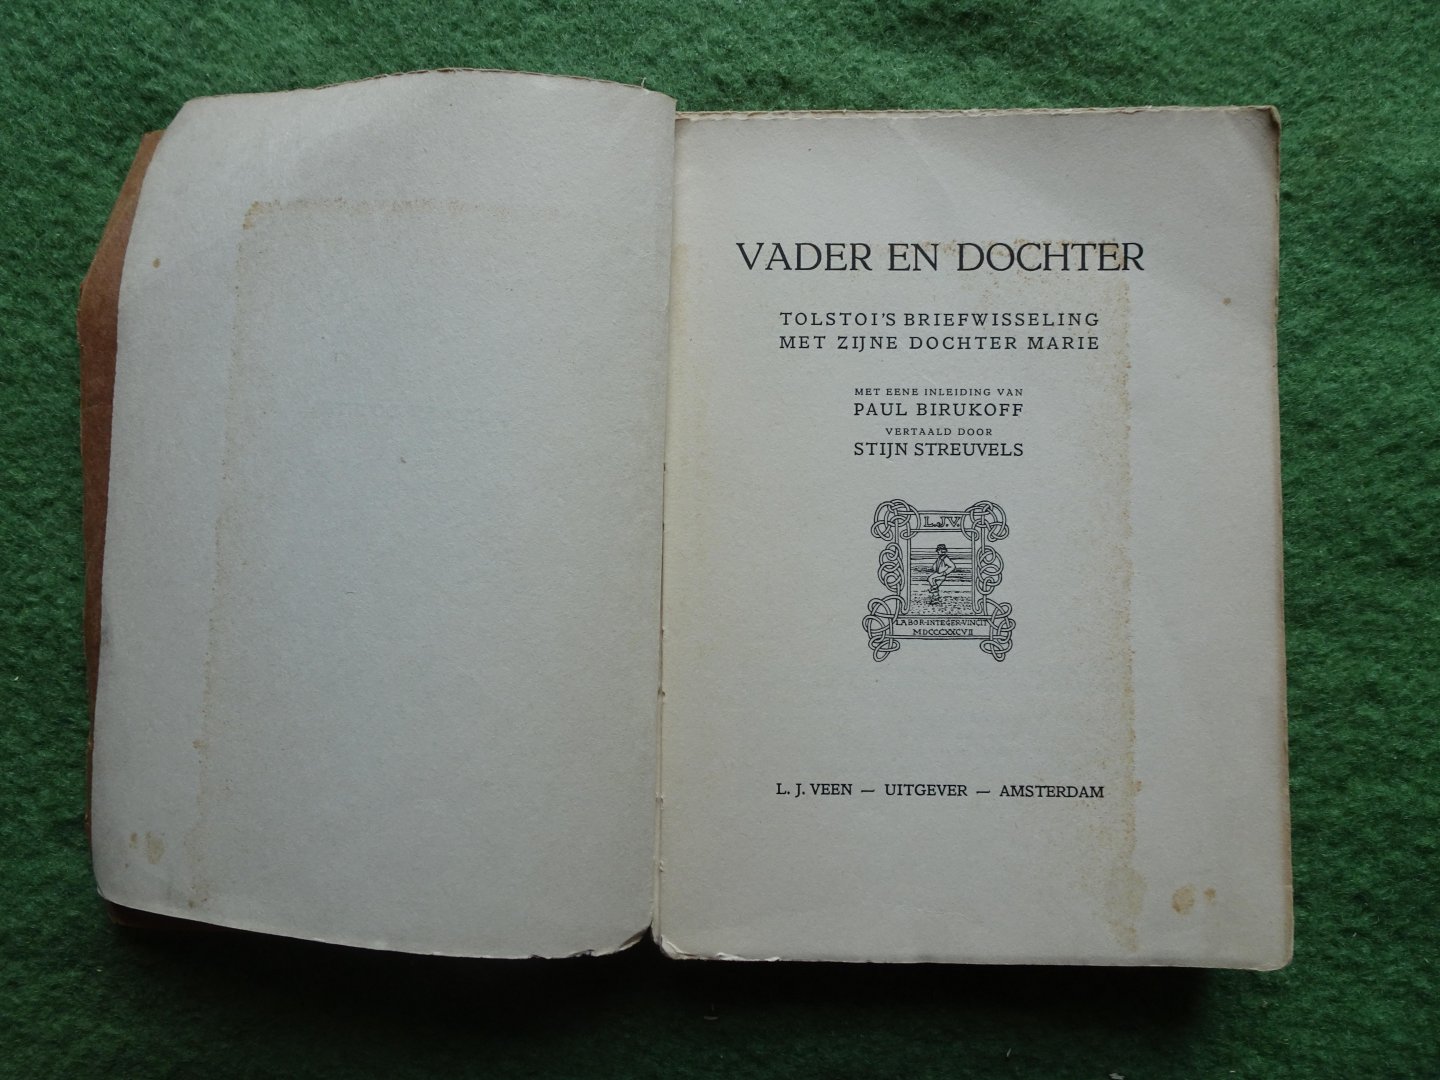 VADER EN DOCHTER
TOLSTOI'S BRIEFWISSELING
MET ZIJNE DOCHTER MARIE
MET EENE INLEIDING VAN
PAUL BIRUKOFF
VERTAALD DOOR
STIJN STREUVELS
L.J.V.
LABOR·INTEGER·VINCIT
MDCCCXXCVII
L. J. VEEN — UITGEVER — AMSTERDAM